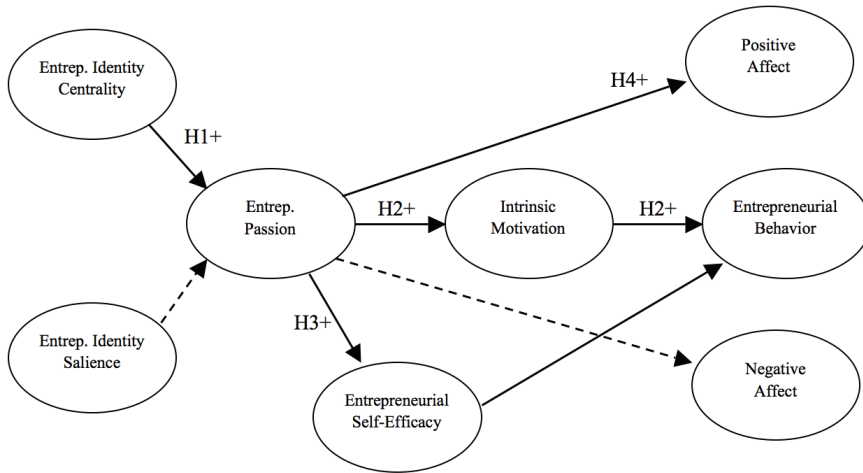 Positive
Affect
Entrep. Identity
Centrality
H4+
H1+
Entrep.
Passion
H2+
Intrinsic
Motivation
H2+
Entrepreneurial
Behavior
H3+
Entrep. Identity
Salience
Negative
Affect
Entrepreneurial
Self-Efficacy